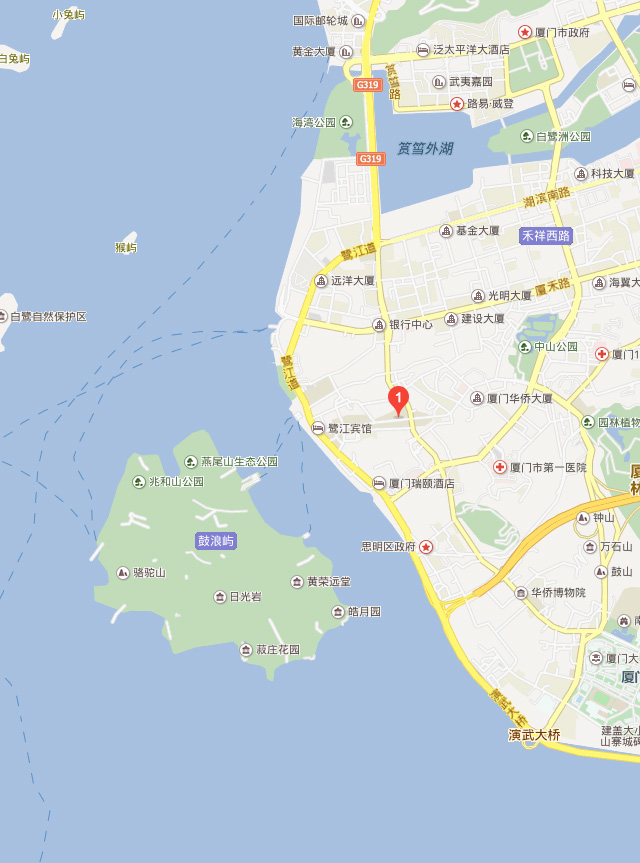 小兔屿
国际邮轮城
厦门市政府
白兔屿
黄金大厦
泛太平洋大酒店
G319
武夷嘉园
路易·威登
海湾公园
筼筜外湖
白鹭洲公园
G319
科技大厦
湖滨南路
基金大厦
禾祥西路
猴屿
鹭江道
远洋大厦
厦禾路
海翼大
光明大厦
白鹭自然保护区
银行中心
建设大厦
中山公园
厦门1
鹭江道
1
厦门华侨大厦
园林植物
鹭江宾馆
燕尾山生态公园
厦门市第一医院
兆和山公园
厦门瑞颐酒店
钟山
鼓浪屿
思明区政府
万石山
骆驼山
鼓山
黄荣远堂
日光岩
华侨博物院
皓月园
菽庄花园
厦门大
厦门
演武大桥
演武大桥
建盖大小
山寨城碑